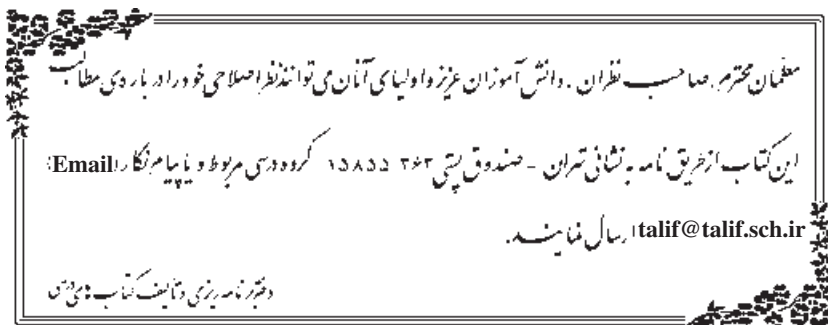 معلمان محترم، صاحب نظران، دانش آموزان عزیز و اولیای آنان می توانند نظر اصلاحی خود را درباره ی مطالب
این کتاب از طریق نامه به نشانی تهران - صندوق پستی ۳۶۳ ۱۵۸۵۵ گروه درسی مربوط و یا پیام نگار (Email)
talif@talif.sch.ir ارسال نمایند.
دفتر برنامه ریزی و تألیف کتاب های درسی